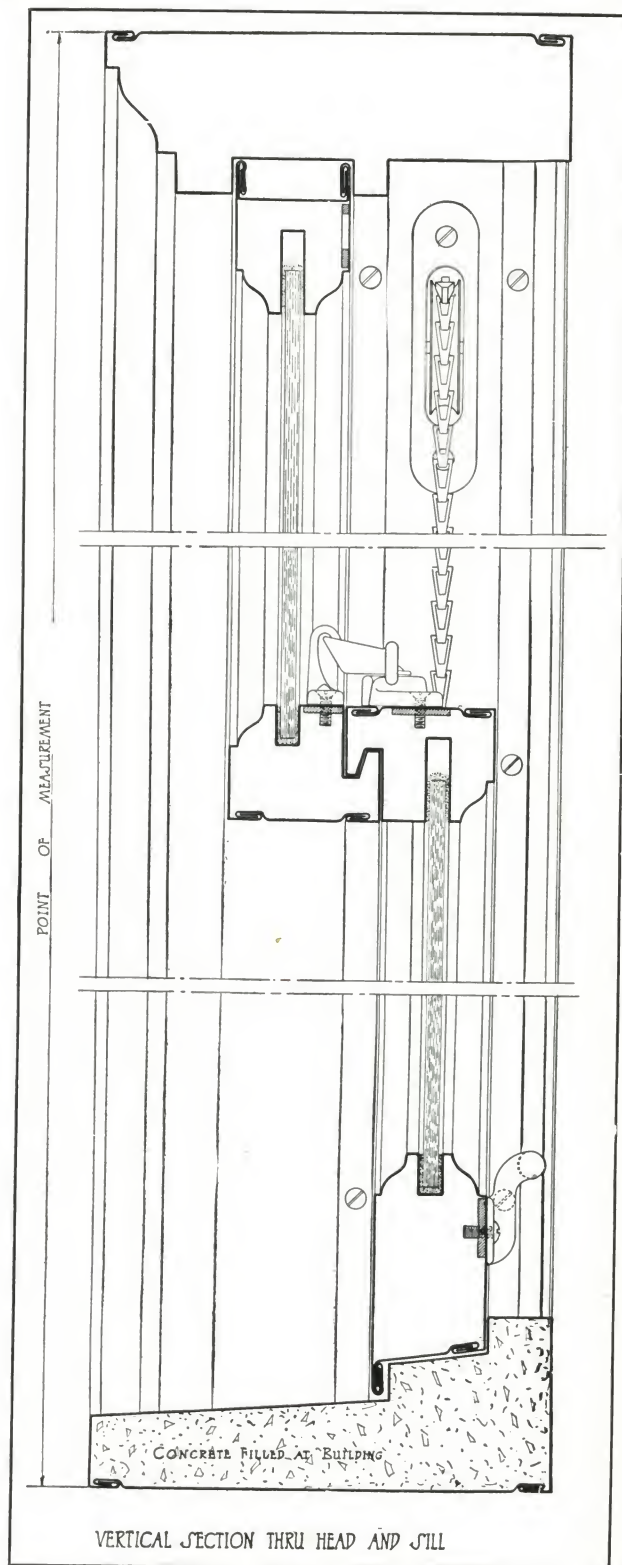 POINT OF MEASUREMENT
CONCRETE FILLED AT BUILDING
VERTICAL SECTION THRU HEAD AND SILL